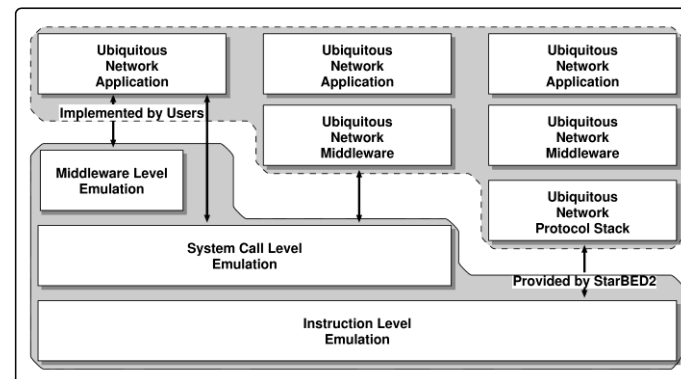 Ubiquitous
Network
Application
Ubiquitous
Network
Application
Ubiquitous
Network
Application
Implemented by Users
Ubiquitous
Network
Middleware
Ubiquitous
Network
Middleware
Middleware Level
Emulation
Ubiquitous
Network
Protocol Stack
System Call Level
Emulation
Provided by StarBED2
Instruction Level
Emulation